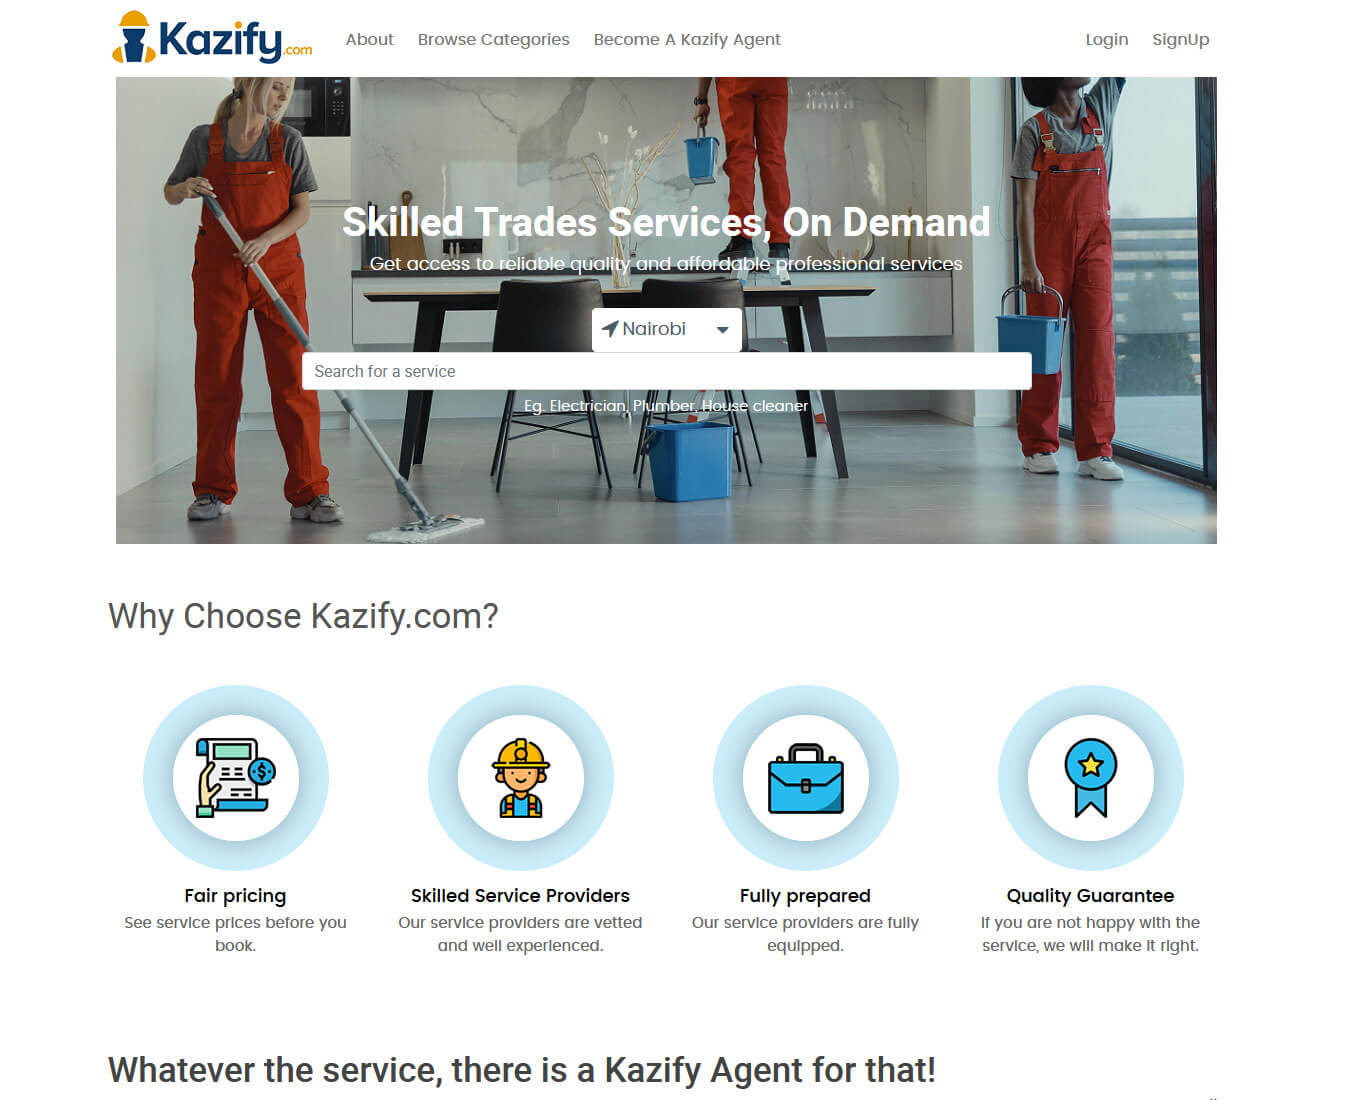 Kazify.com
About
Browse Categories
Become A Kazify Agent
Login
SignUp
Skilled Trades Services, On Demand
Get access to reliable quality and affordable professional services
Nairobi
Search for a service
Eg. Electrician, Plumber, House cleaner
Why Choose Kazify.com?
Fair pricing
See service prices before you
book.
Skilled Service Providers
Our service providers are vetted
and well experienced.
Fully prepared
Our service providers are fully
equipped.
Quality Guarantee
If you are not happy with the
service, we will make it right.
Whatever the service, there is a Kazify Agent for that!